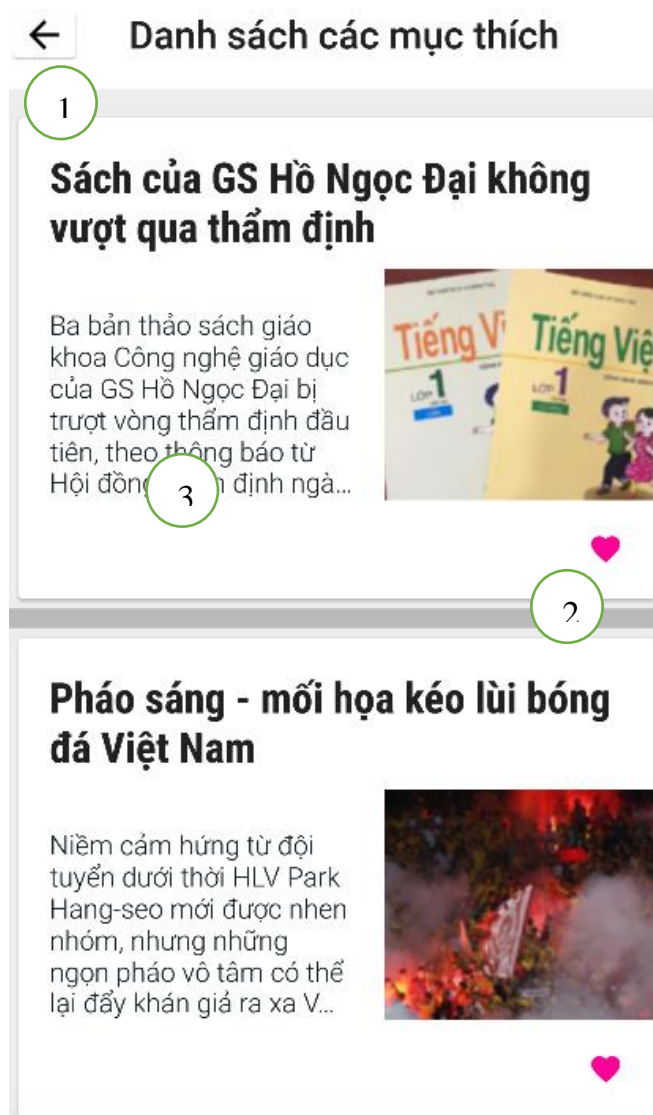 Danh sách các mục thích
1
Sách của GS Hồ Ngọc Đại không
vượt qua thẩm định
Ba bản thảo sách giáo
khoa Công nghệ giáo dục
của GS Hồ Ngọc Đại bị
trượt vòng thẩm định đầu
tiên, theo thông báo từ
Hội định ngà...
3
Tiếng Vi
LỚP 1
Tiếng Việ
LỚP 1
2
Pháo sáng - mối họa kéo lùi bóng
đá Việt Nam
Niềm cảm hứng từ đội
tuyển dưới thời HLV Park
Hang-seo mới được nhen
nhóm, nhưng những
ngọn pháo vô tâm có thể
lại đẩy khán giả ra xa V...